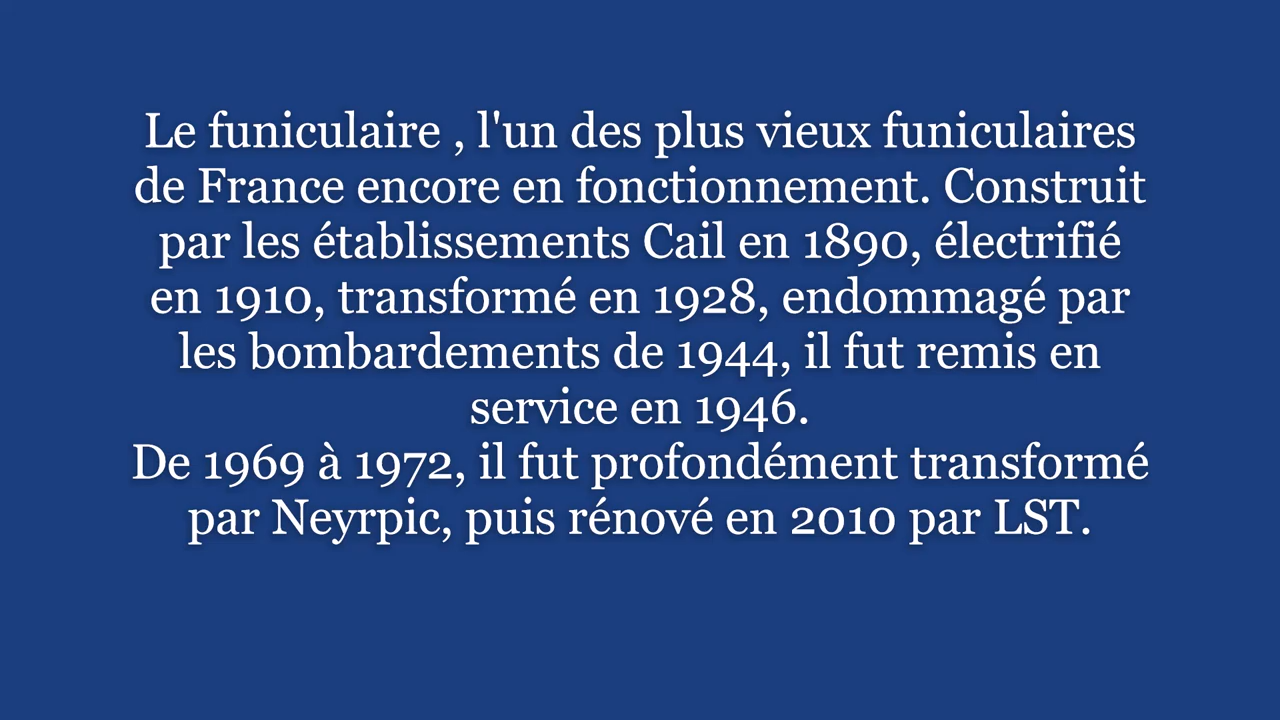 Le funiculaire , l'un des plus vieux funiculaires
de France encore en fonctionnement. Construit
par les établissements Cail en 1890, électrifié
en 1910, transformé en 1928, endommagé par
les bombardements de 1944, il fut remis en
service en 1946.
De 1969 à 1972, il fut profondément transformé
par Neyrpic, puis rénové en 2010 par LST.